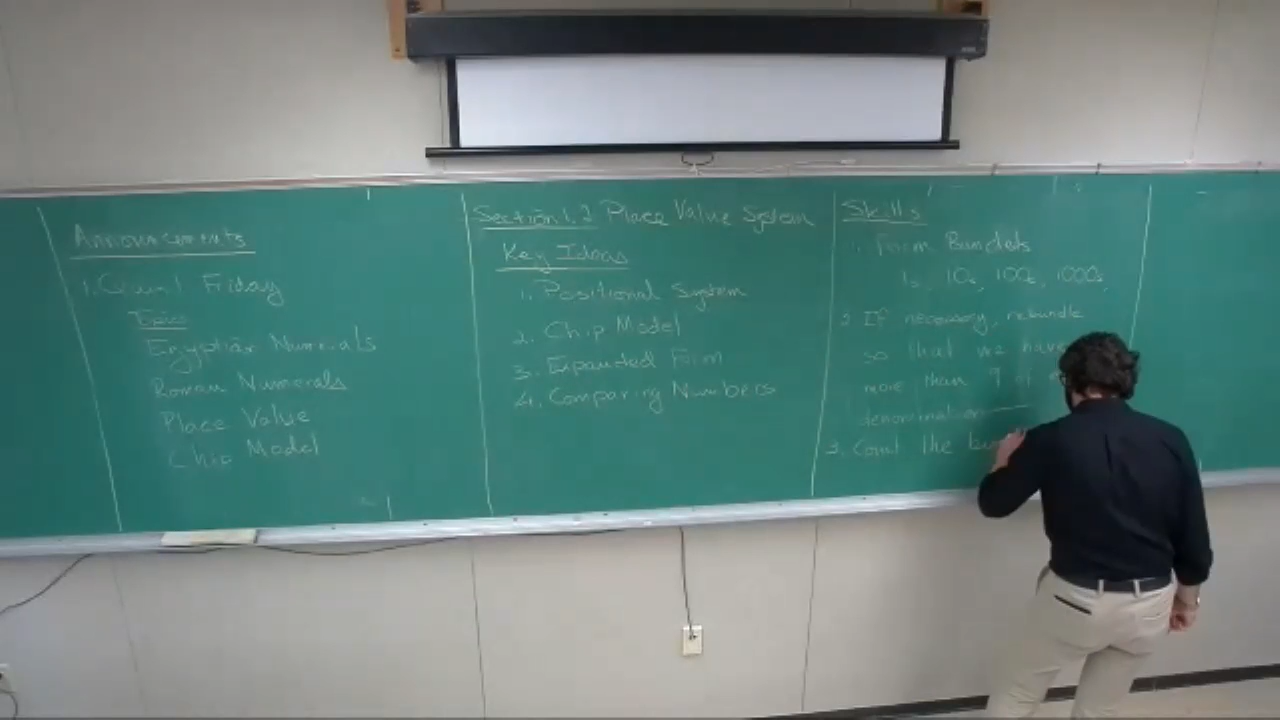 Announcements
1. Friday
Topics
Egyptian Numerals
Roman Numerals
Place Value
Chip Model
Section 1.2 Place Value System
Key Ideas
1. Positional System
2. Chip Model
3. Expanded Form
4. Comparing Numbers
Skills
1. Form Bundles
1s, 10s, 100s, 1000s
2. If necessary, rebundle
so that we have
more than 9 of
denomination
3. Count the